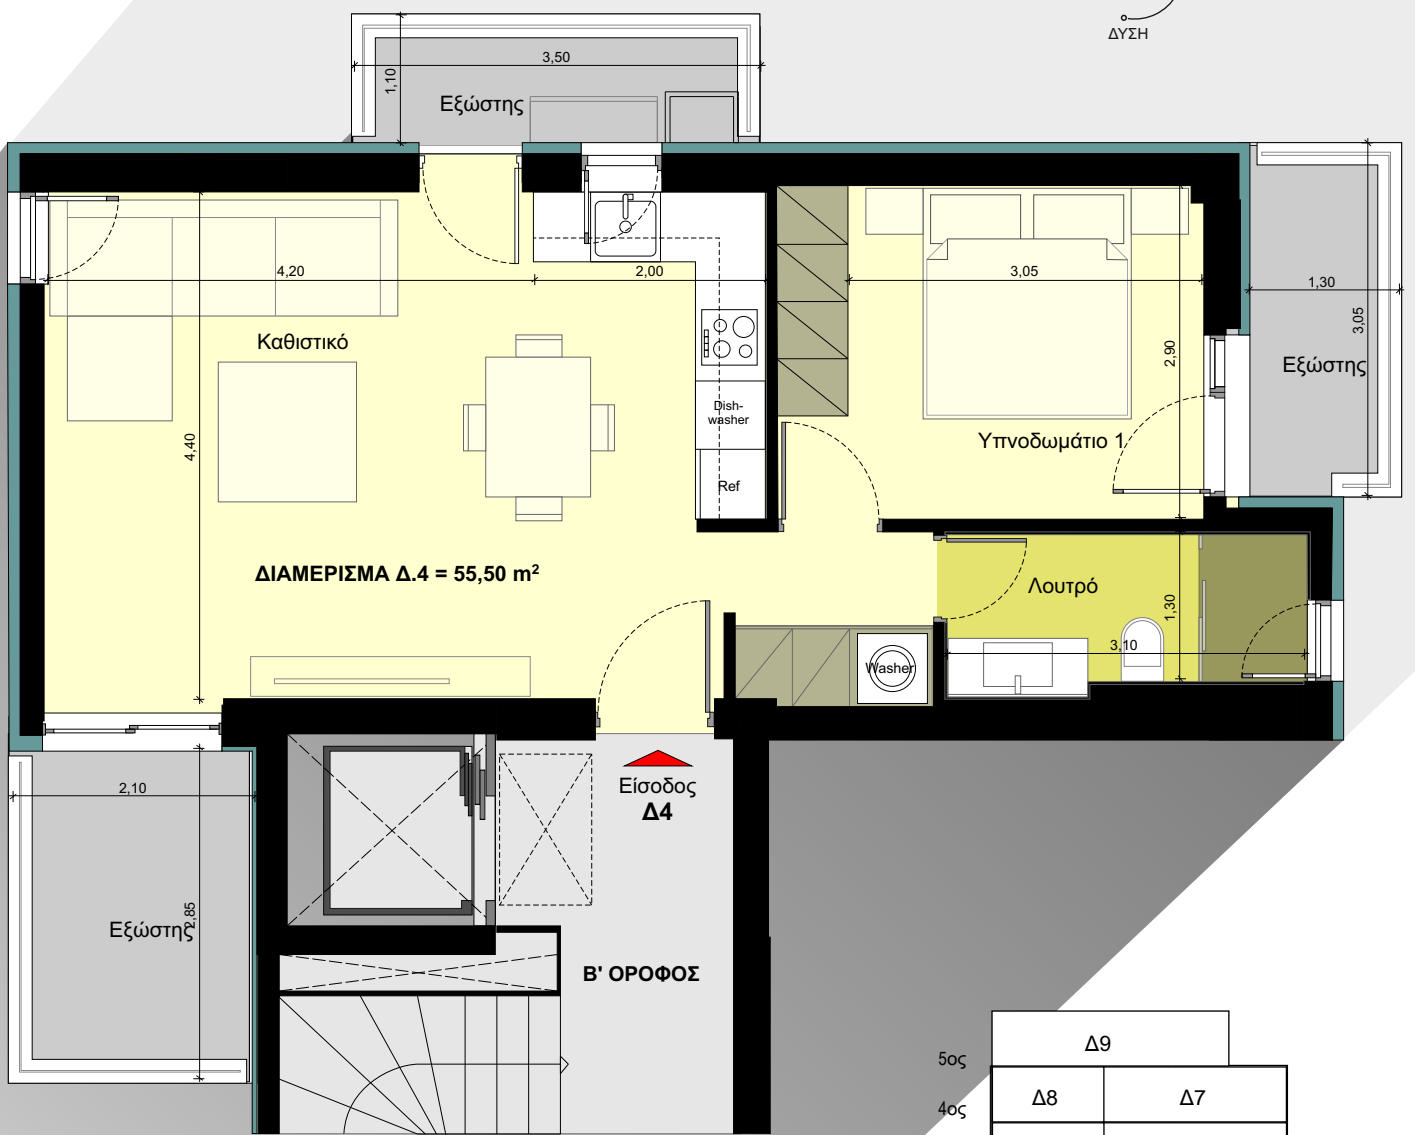 ΔΥΣΗ
3,50
1,10
Εξώστης
4,20
2,00
3,05
1,30
3,05
Καθιστικό
2,90
Εξώστης
Dish-
washer
Υπνοδωμάτιο 1
4,40
Ref
ΔΙΑΜΕΡΙΣΜΑ Δ.4 = 55,50 m²
Λουτρό
1,30
3,10
Washer
2,10
Είσοδος
Δ4
Εξώστης
2,85
Β' ΟΡΟΦΟΣ
5ος
Δ9
4ος
Δ8
Δ7